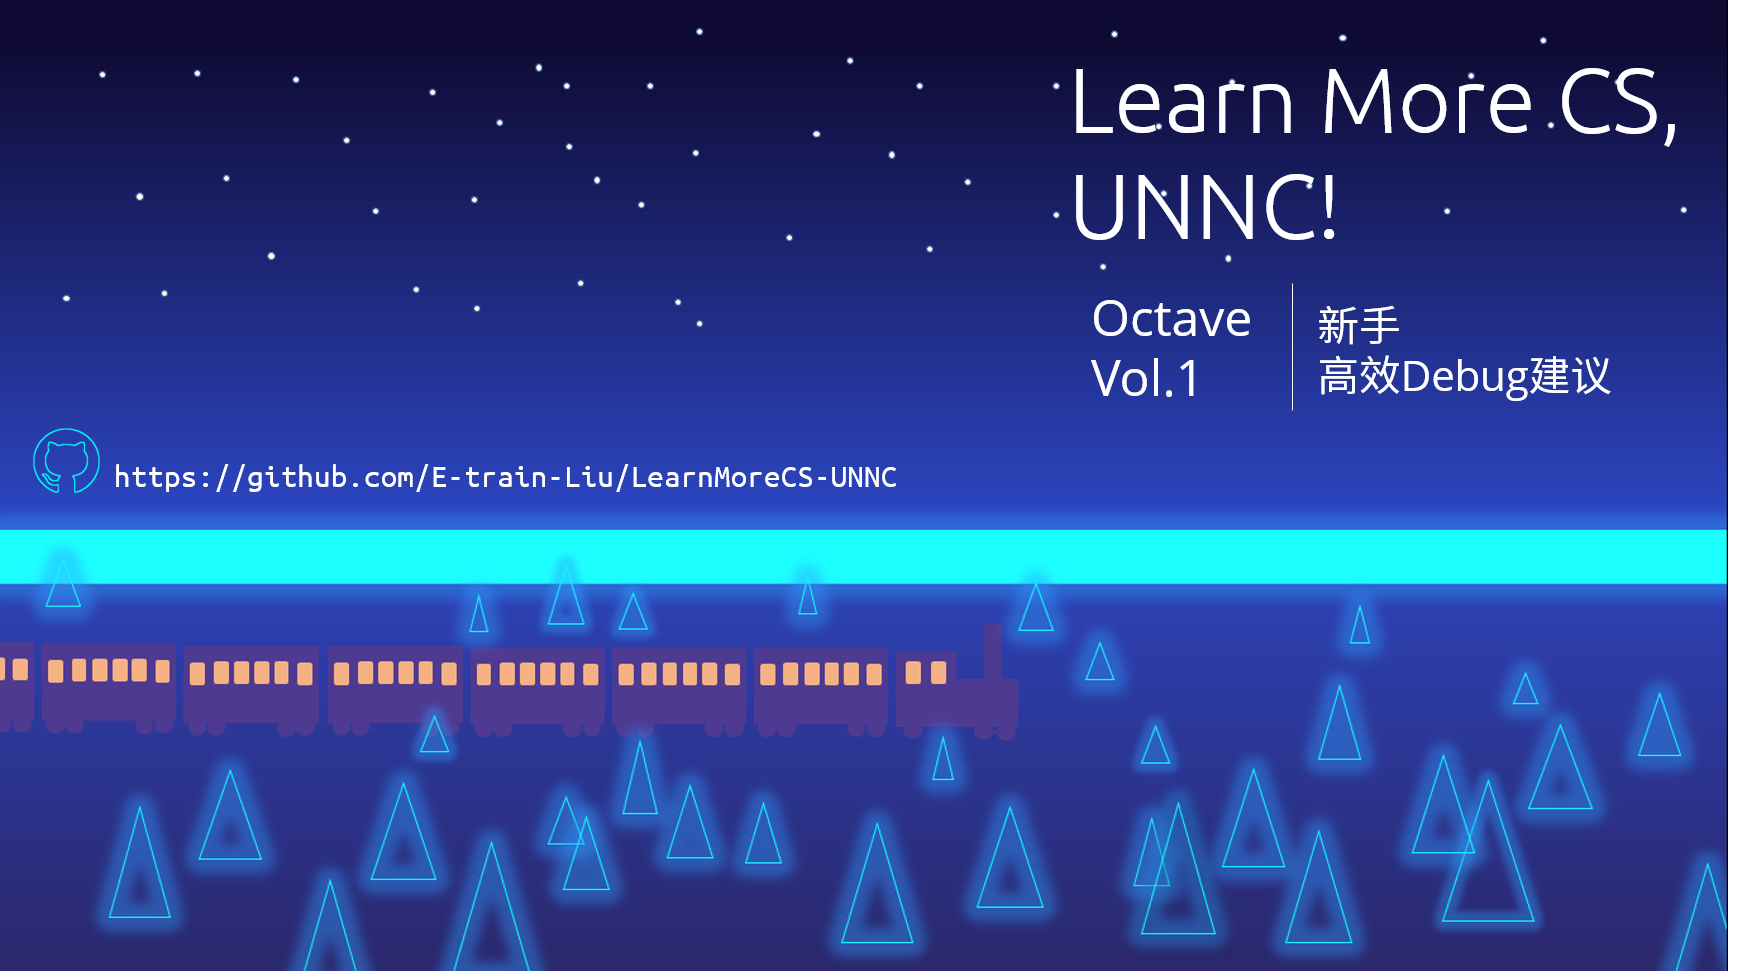 Learn More CS,
UNNC!
Octave
Vol.1
新手
高效Debug建议
https://github.com/E-train-Liu/LearnMoreCS-UNNC